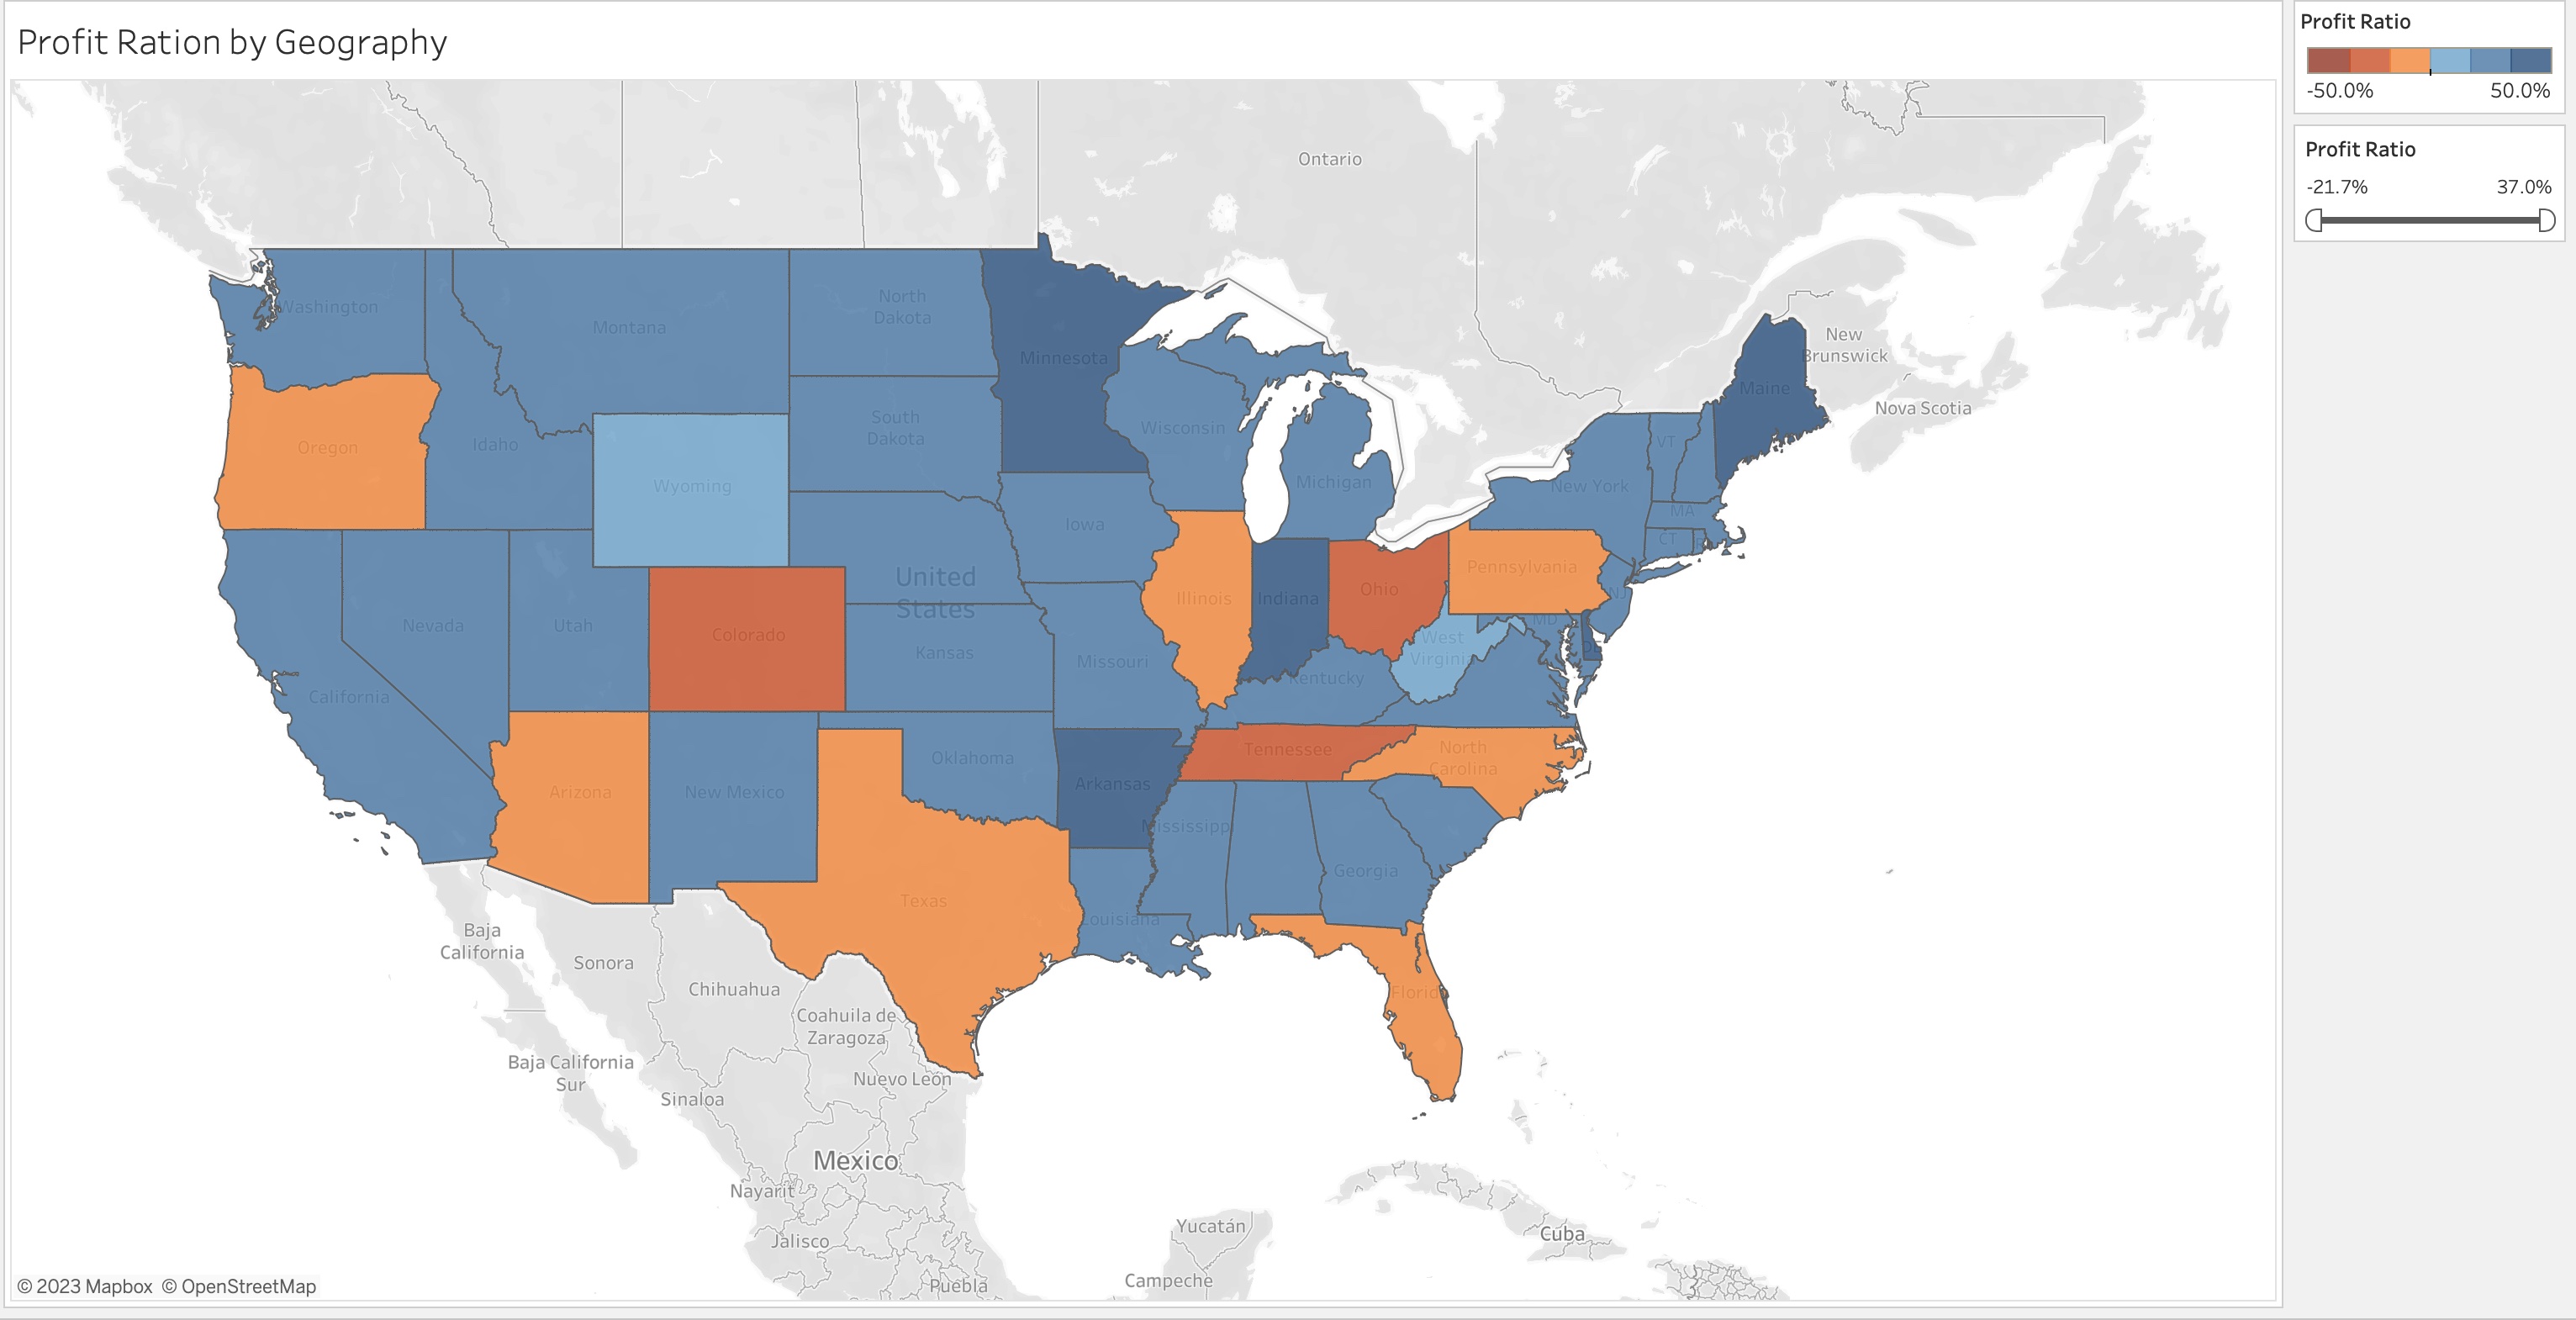 Profit Ration by Geography
Profit Ratio
-50.0%
50.0%
Profit Ratio
-21.7%
37.0%
Ontario
Washington
Montana
North
Dakota
Minnesota
New
Brunswick
Maine
Nova Scotia
Oregon
Idaho
South
Dakota
Wisconsin
Michigan
VT
New York
Wyoming
MA
Iowa
CT
Pennsylvania
United
States
Illinois
Indiana
Ohio
NJ
MD
Nevada
Utah
Colorado
Kansas
Missouri
West
Virginia
DE
California
Kentucky
Arizona
New Mexico
Oklahoma
Arkansas
Tennessee
North
Carolina
Mississippi
Georgia
Texas
Louisiana
Florida
Baja
California
Sonora
Chihuahua
Coahuila de
Zaragoza
Baja California
Sur
Nuevo León
Sinaloa
Mexico
Nayarit
Jalisco
Yucatán
Cuba
Campeche
Puebla
© 2023 Mapbox © OpenStreetMap